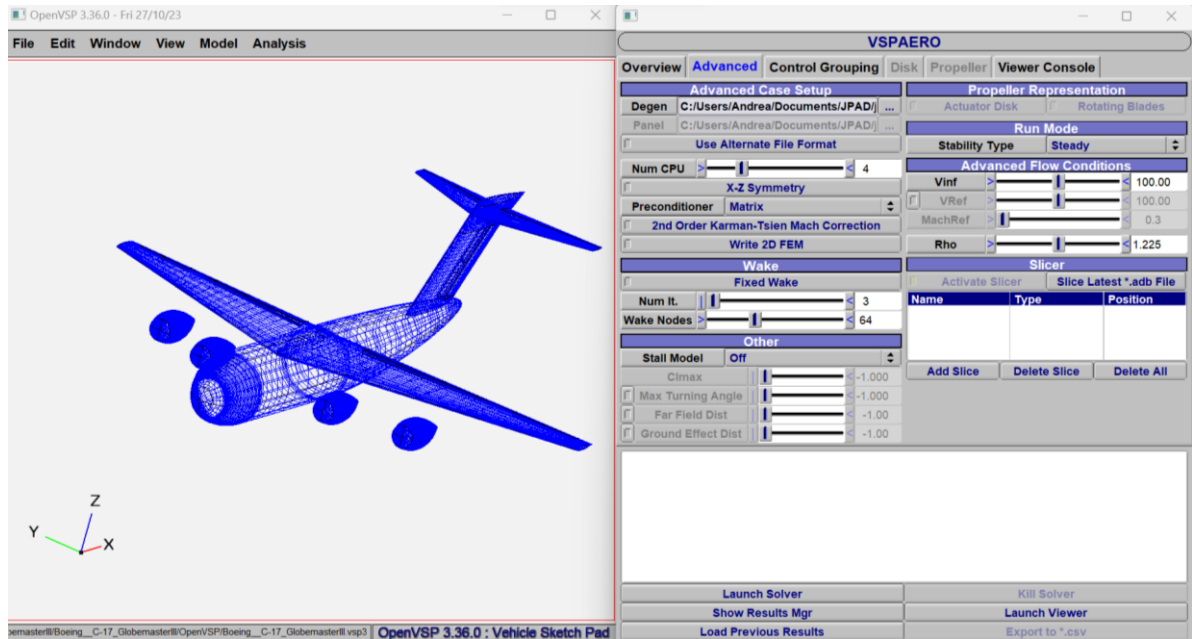 OpenVSP 3.36.0 - Fri 27/10/23
File Edit Window View Model Analysis
Z
Y
X
pemasterIII/Boeing__C-17_GlobemasterIII/OpenVSP/Boeing__C-17_GlobemasterIII.vsp3 OpenVSP 3.36.0 : Vehicle Sketch Pad
VSPAERO
Overview Advanced Control Grouping Disk Propeller Viewer Console
Advanced Case Setup
Degen C:/Users/Andrea/Documents/JPAD/j ...
Panel C:/Users/Andrea/Documents/JPAD/j ...
Use Alternate File Format
Num CPU > < 4
X-Z Symmetry
Preconditioner Matrix
2nd Order Karman-Tsien Mach Correction
Write 2D FEM
Wake
Fixed Wake
Num It. | < 3
Wake Nodes > < 64
Other
Stall Model Off
Clmax | < -1.000
Max Turning Angle | < -1.000
Far Field Dist | < -1.00
Ground Effect Dist | < -1.00
Propeller Representation
Actuator Disk Rotating Blades
Run Mode
Stability Type Steady
Advanced Flow Conditions
Vinf > < 100.00
VRef > < 100.00
MachRef > < 0.3
Rho > < 1.225
Slicer
Activate Slicer Slice Latest *.adb File
Name Type Position
Add Slice Delete Slice Delete All
Launch Solver Kill Solver
Show Results Mgr Launch Viewer
Load Previous Results Export to *.csv